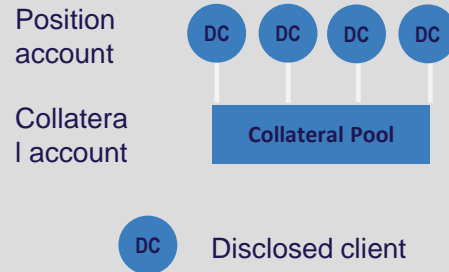 Position
account
DC DC DC DC
Collatera
l account
Collateral Pool
DC Disclosed client